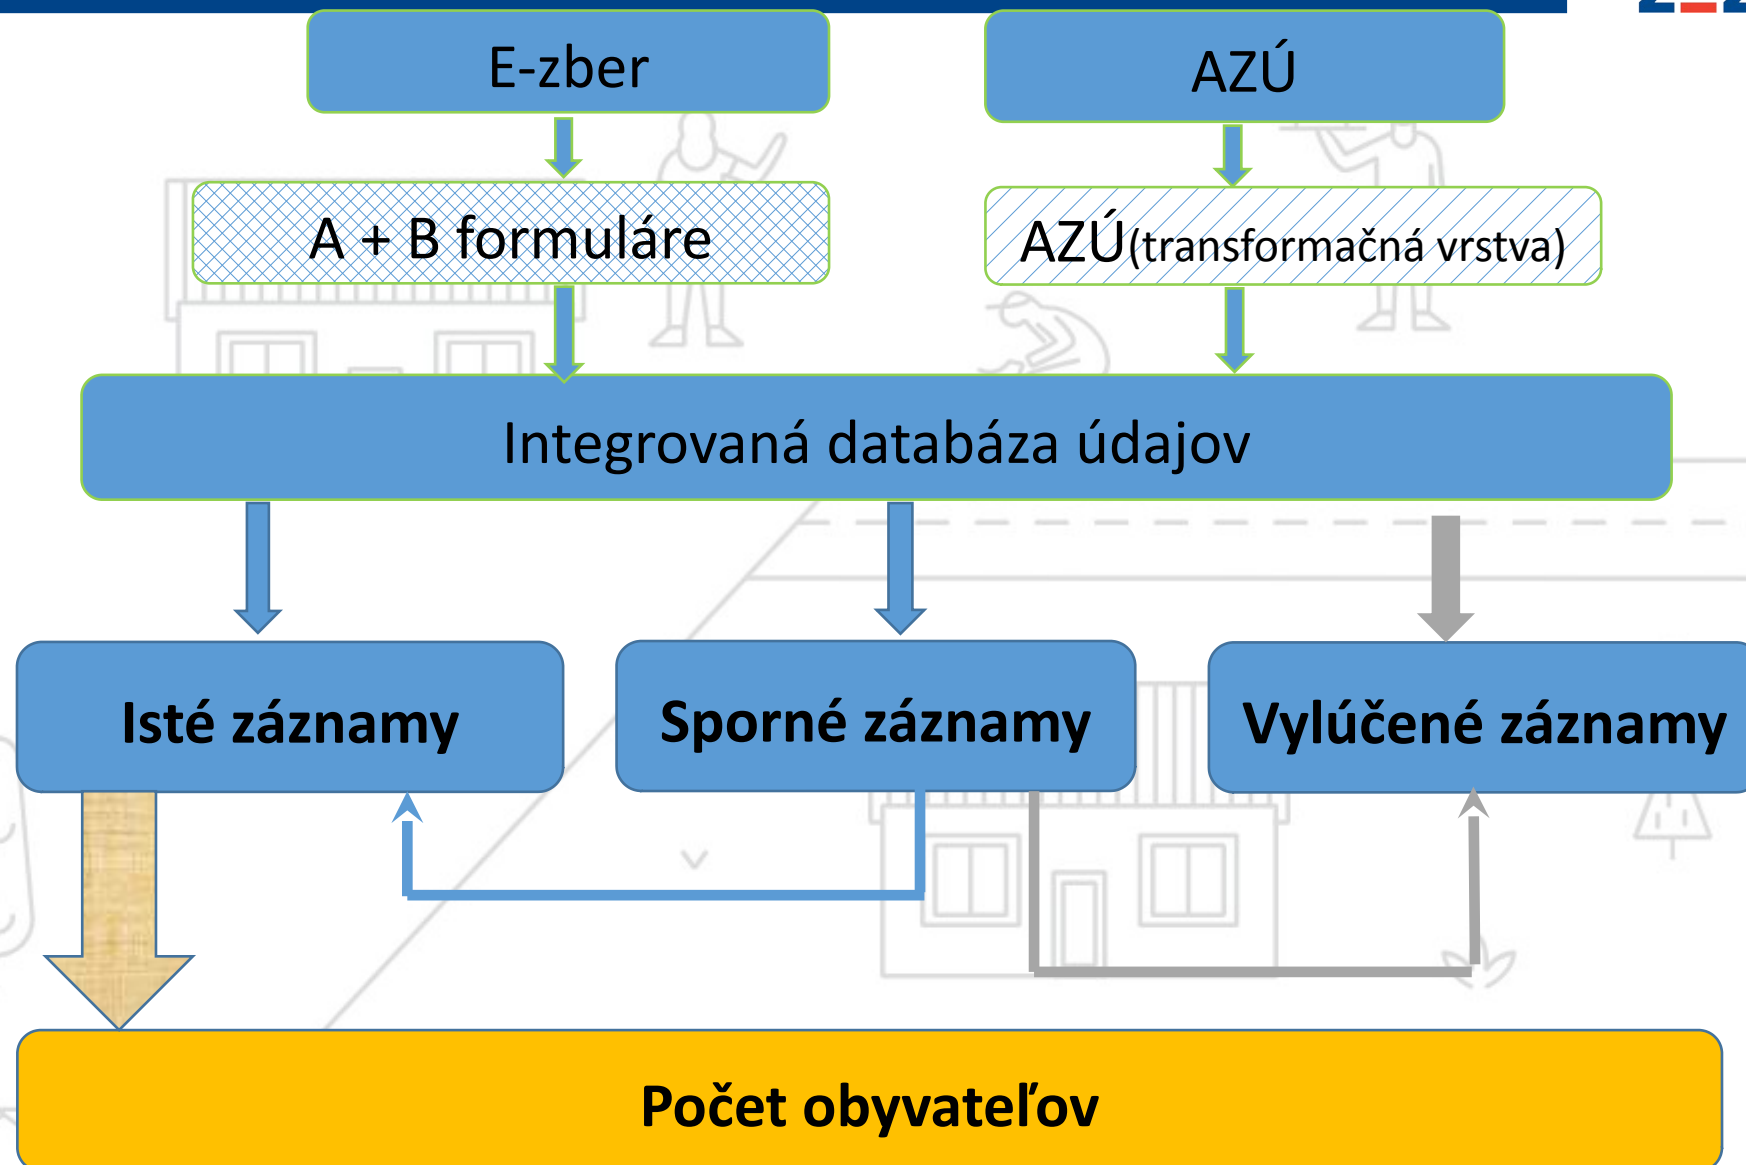 E-zber
AZÚ
A + B formuláre
AZÚ(transformačná vrstva)
Integrovaná databáza údajov
Isté záznamy
Sporné záznamy
Vylúčené záznamy
Počet obyvateľov